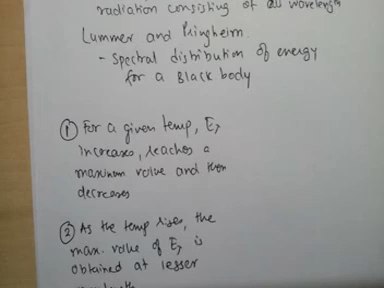 radiation consisting of all wavelength
Lummer and Pringheim.
- Spectral distribution of energy
for a Black body
① For a given temp, Eλ
increases, reaches a
maximum value and then
decreases
② As the temp rises, the
max. value of Eλ is
obtained at lesser